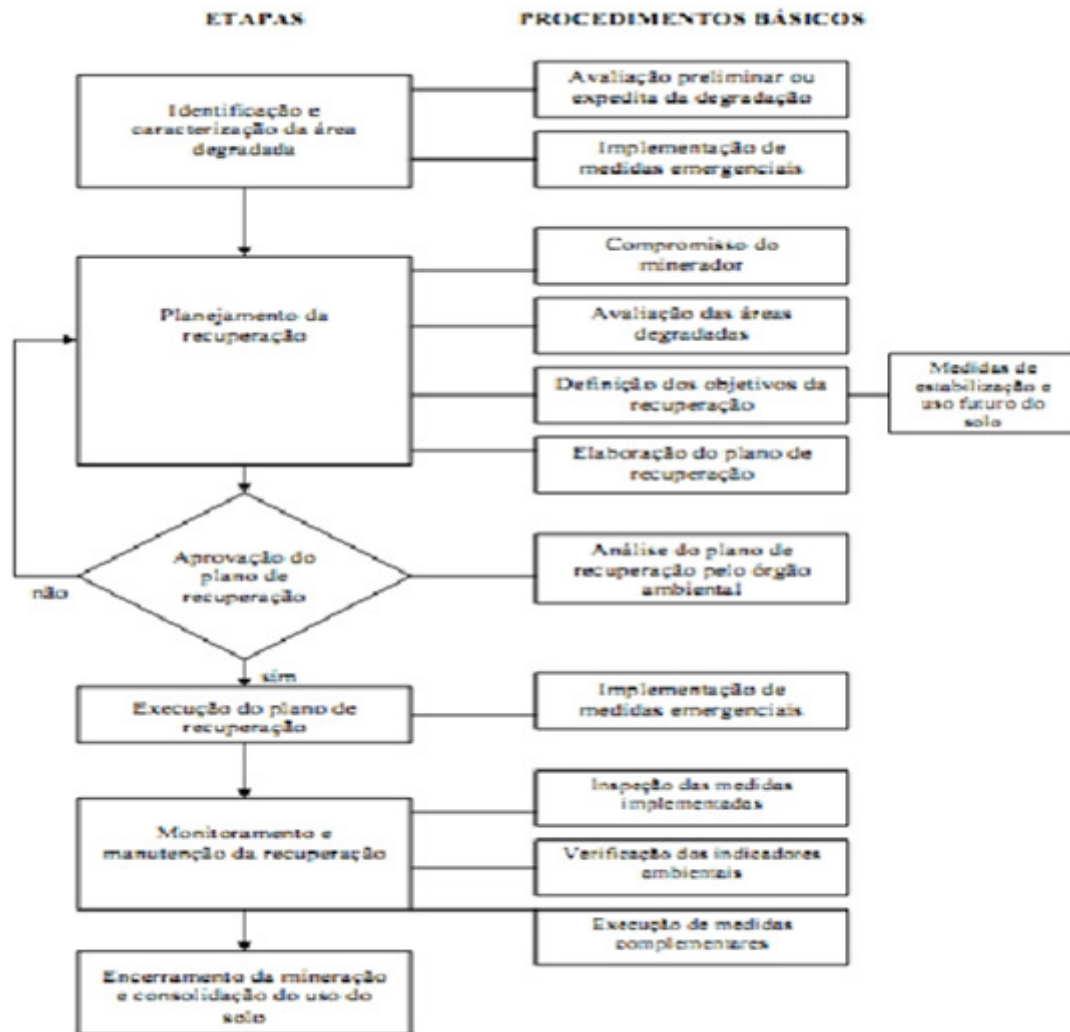 ETAPAS
PROCEDIMENTOS BÁSICOS
Identificação e
caracterização da área
degradada
Avaliação preliminar ou
expedita da degradação
Implementação de
medidas emergenciais
Planejamento da
recuperação
Compromisso do
minerador
Avaliação das áreas
degradadas
Definição dos objetivos da
recuperação
Medidas de
estabilização e
uso futuro do
solo
Elaboração do plano de
recuperação
Aprovação do
plano de
recuperação
não
sim
Análise do plano de
recuperação pelo órgão
ambiental
Execução do plano de
recuperação
Implementação de
medidas emergenciais
Monitoramento e
manutenção da recuperação
Inspeção das medidas
implementadas
Verificação dos indicadores
ambientais
Execução de medidas
complementares
Encerramento da mineração
e consolidação do uso do
solo